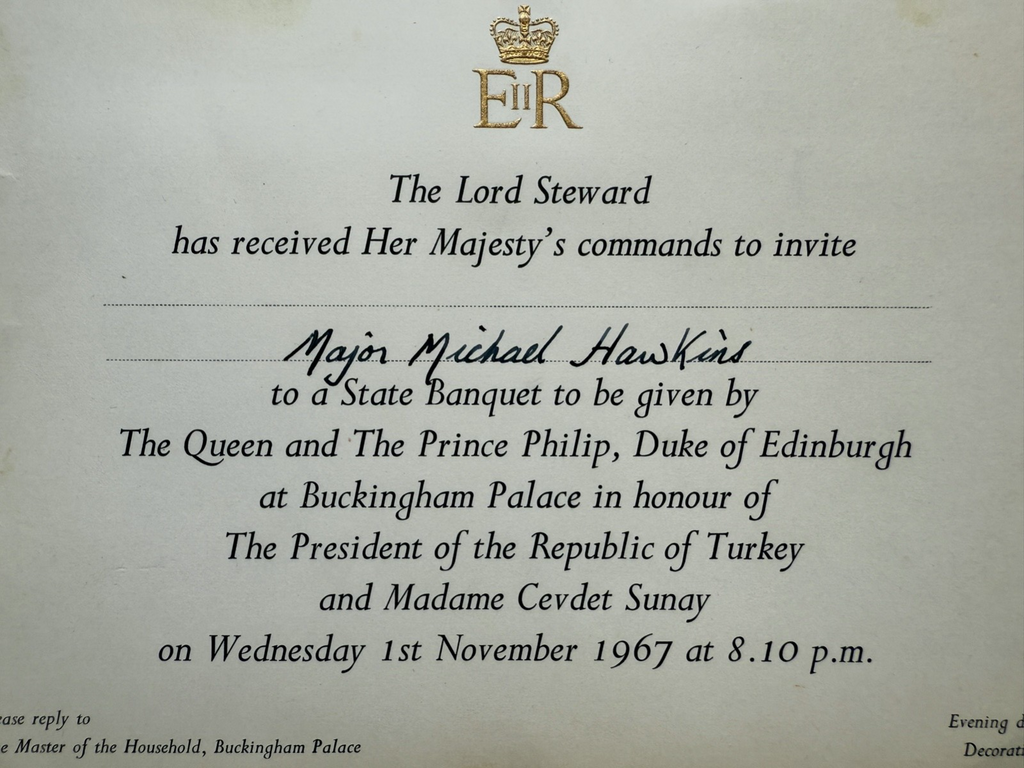 EIIR
The Lord Steward
has received Her Majesty's commands to invite
Major Michael Hawkins
to a State Banquet to be given by
The Queen and The Prince Philip, Duke of Edinburgh
at Buckingham Palace in honour of
The President of the Republic of Turkey
and Madame Cevdet Sunay
on Wednesday 1st November 1967 at 8.10 p.m.
reply to
Master of the Household, Buckingham Palace
Evening